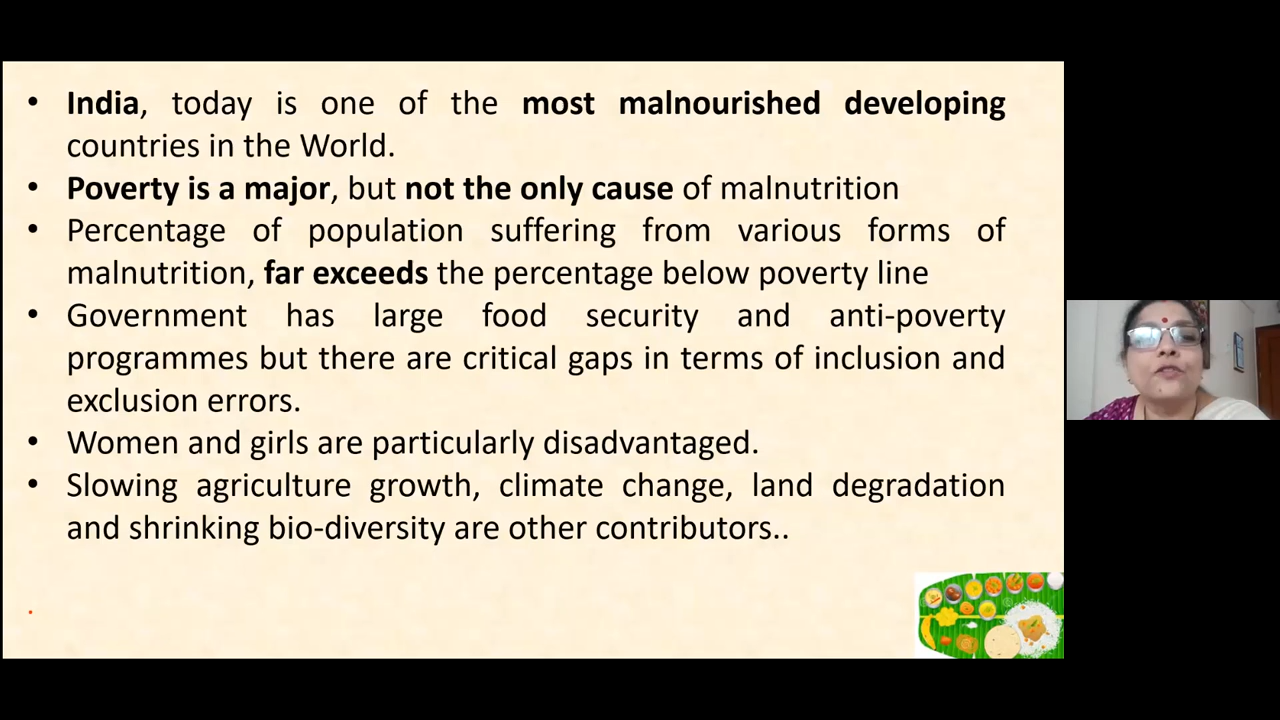 • India, today is one of the most malnourished developing
countries in the World.
• Poverty is a major, but not the only cause of malnutrition
• Percentage of population suffering from various forms of
malnutrition, far exceeds the percentage below poverty line
• Government has large food security and anti-poverty
programmes but there are critical gaps in terms of inclusion and
exclusion errors.
• Women and girls are particularly disadvantaged.
• Slowing agriculture growth, climate change, land degradation
and shrinking bio-diversity are other contributors..